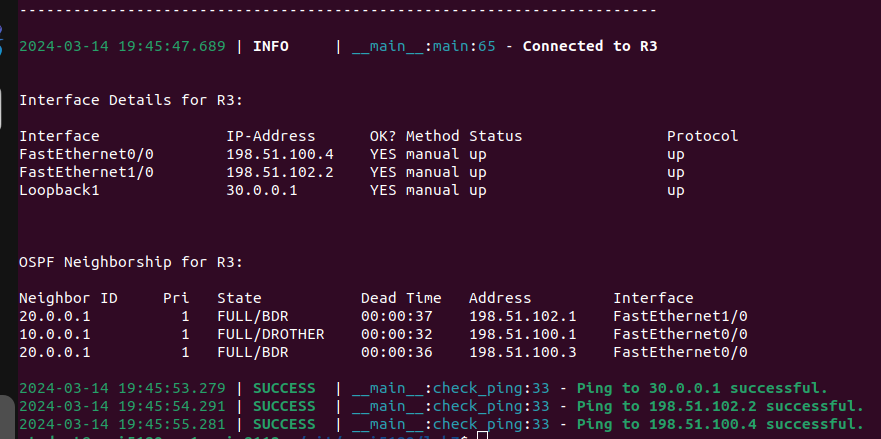 -----------------------------------------------------------------------
2024-03-14 19:45:47.689 | INFO     | __main__:main:65 - Connected to R3
Interface Details for R3:
Interface              IP-Address      OK? Method Status                Protocol
FastEthernet0/0        198.51.100.4    YES manual up                    up
FastEthernet1/0        198.51.102.2    YES manual up                    up
Loopback1              30.0.0.1        YES manual up                    up
OSPF Neighborship for R3:
Neighbor ID     Pri   State           Dead Time   Address         Interface
20.0.0.1          1   FULL/BDR        00:00:37    198.51.102.1    FastEthernet1/0
10.0.0.1          1   FULL/DROTHER    00:00:32    198.51.100.1    FastEthernet0/0
20.0.0.1          1   FULL/BDR        00:00:36    198.51.100.3    FastEthernet0/0
2024-03-14 19:45:53.279 | SUCCESS  | __main__:check_ping:33 - Ping to 30.0.0.1 successful.
2024-03-14 19:45:54.291 | SUCCESS  | __main__:check_ping:33 - Ping to 198.51.102.2 successful.
2024-03-14 19:45:55.281 | SUCCESS  | __main__:check_ping:33 - Ping to 198.51.100.4 successful.